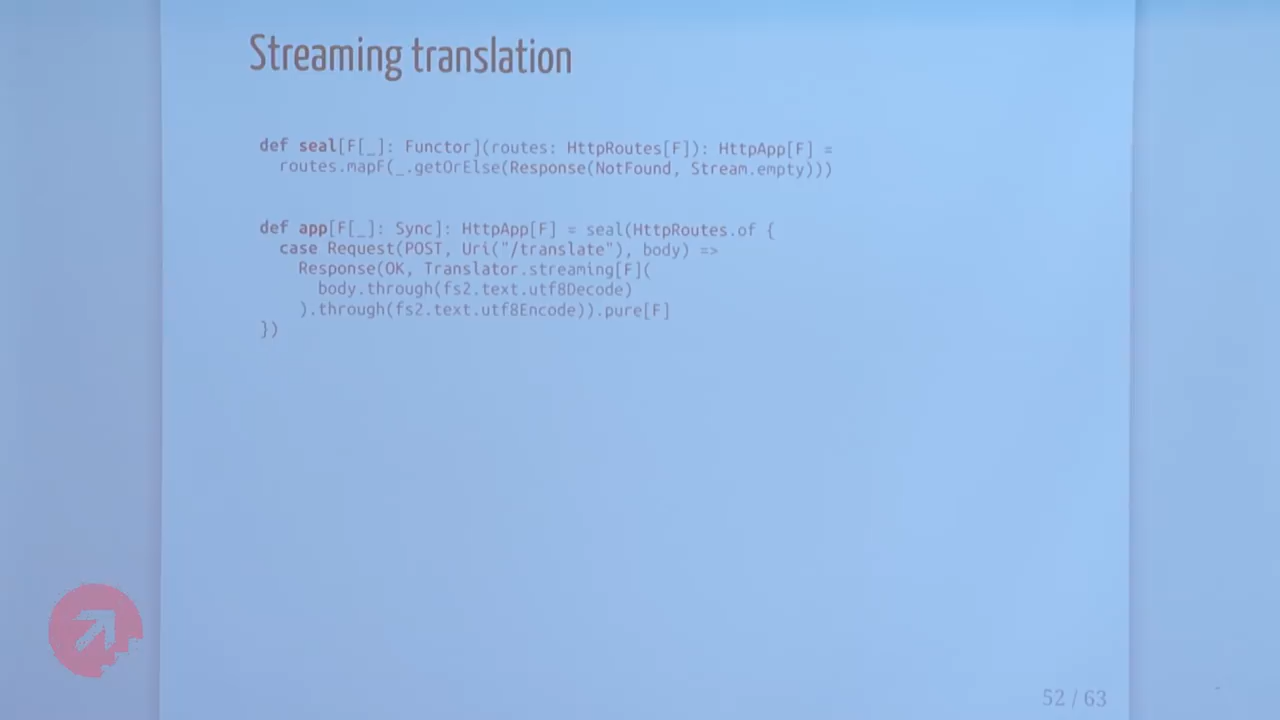 Streaming translation
def seal[F[_]: Functor](routes: HttpRoutes[F]): HttpApp[F] =
routes.mapF(_.getOrElse(Response(NotFound, Stream.empty)))
def app[F[_]: Sync]: HttpApp[F] = seal(HttpRoutes.of {
case Request(POST, Uri("/translate"), body) =>
Response(OK, Translator.streaming[F](
body.through(fs2.text.utf8Decode)
).through(fs2.text.utf8Encode)).pure[F]
})
52 / 63